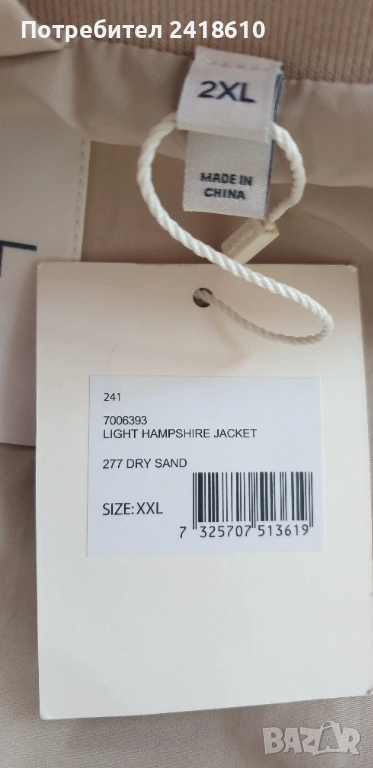 Потребител 2418610
2XL
MADE IN
CHINA
241
7006393
LIGHT HAMPSHIRE JACKET
277 DRY SAND
SIZE: XXL
7 325707 513619
BAZAR